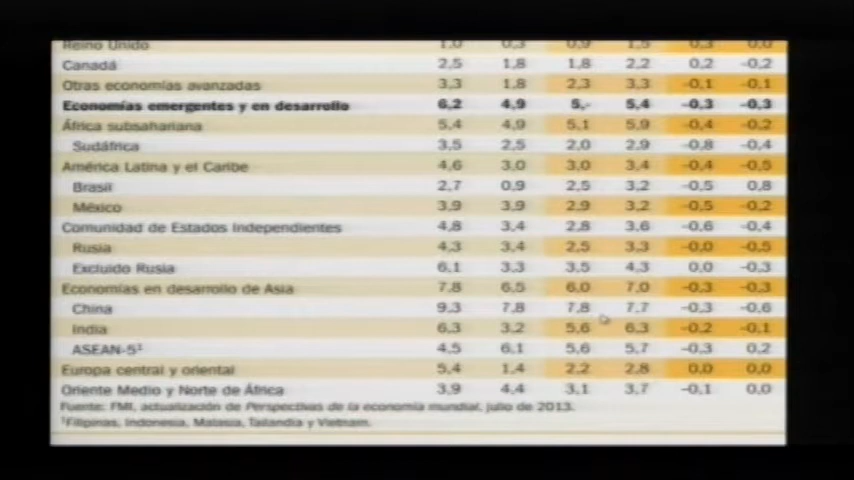 Reino Unido 1,0 0,3 0,9 1,5 0,3 0,0
Canadá 2,5 1,8 1,8 2,2 0,2 -0,2
Otras economías avanzadas 3,3 1,8 2,3 3,3 -0,1 -0,1
Economías emergentes y en desarrollo 6,2 4,9 5,- 5,4 -0,3 -0,3
África subsahariana 5,4 4,9 5,1 5,9 -0,4 -0,2
Sudáfrica 3,5 2,5 2,0 2,9 -0,8 -0,4
América Latina y el Caribe 4,6 3,0 3,0 3,4 -0,4 -0,5
Brasil 2,7 0,9 2,5 3,2 -0,5 0,8
México 3,9 3,9 2,9 3,2 -0,5 -0,2
Comunidad de Estados Independientes 4,8 3,4 2,8 3,6 -0,6 -0,4
Rusia 4,3 3,4 2,5 3,3 -0,0 -0,5
Excluido Rusia 6,1 3,3 3,5 4,3 0,0 -0,3
Economías en desarrollo de Asia 7,8 6,5 6,0 7,0 -0,3 -0,3
China 9,3 7,8 7,8 7,7 -0,3 -0,6
India 6,3 3,2 5,6 6,3 -0,2 -0,1
ASEAN-5¹ 4,5 6,1 5,6 5,7 -0,3 0,2
Europa central y oriental 5,4 1,4 2,2 2,8 0,0 0,0
Oriente Medio y Norte de África 3,9 4,4 3,1 3,7 -0,1 0,0
Fuente: FMI, actualización de Perspectivas de la economía mundial, julio de 2013.
¹Filipinas, Indonesia, Malasia, Tailandia y Vietnam.